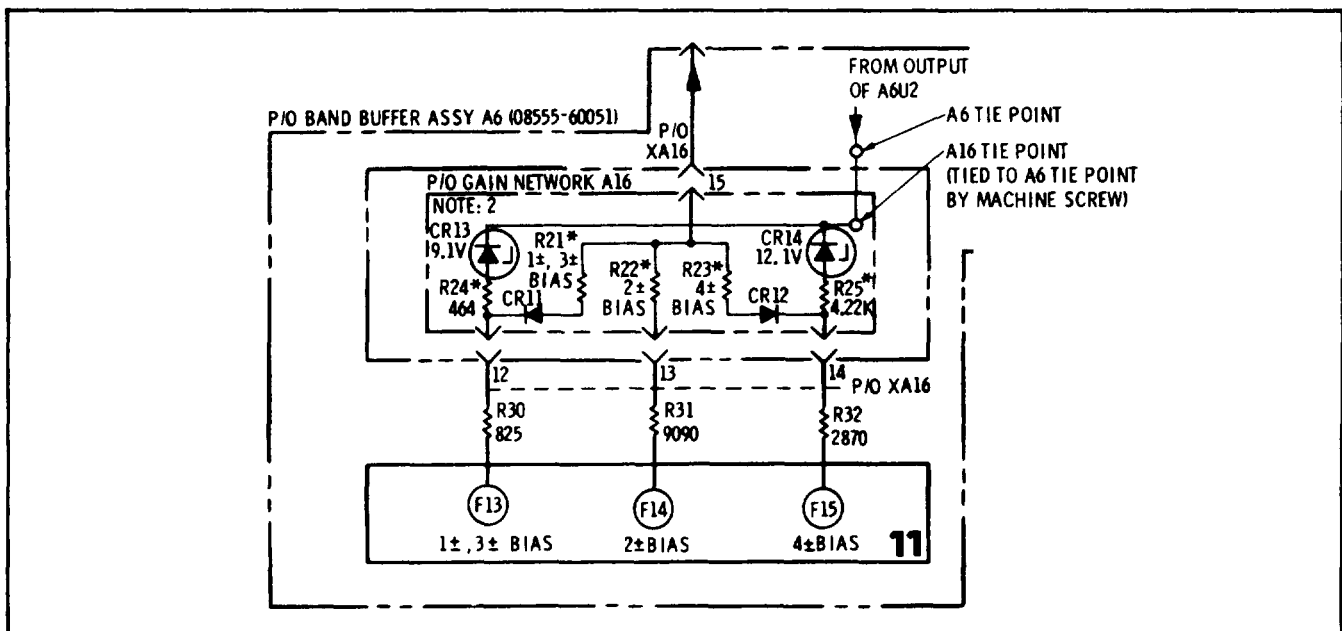 FROM OUTPUT
OF A6U2
P/O BAND BUFFER ASSY A6 (08555-60051)
P/O
XA16
A6 TIE POINT
A16 TIE POINT
(TIED TO A6 TIE POINT
BY MACHINE SCREW)
P/O GAIN NETWORK A16
15
NOTE: 2
CR13
9.1V
R21*
1±, 3±
BIAS
R22*
2±
BIAS
R23*
4±
BIAS
CR14
12.1V
R24*
464
CR11
CR12
R25*
4.22K
12
13
14
P/O XA16
R30
825
R31
9090
R32
2870
F13
F14
F15
1±,3± BIAS
2±BIAS
4±BIAS
11